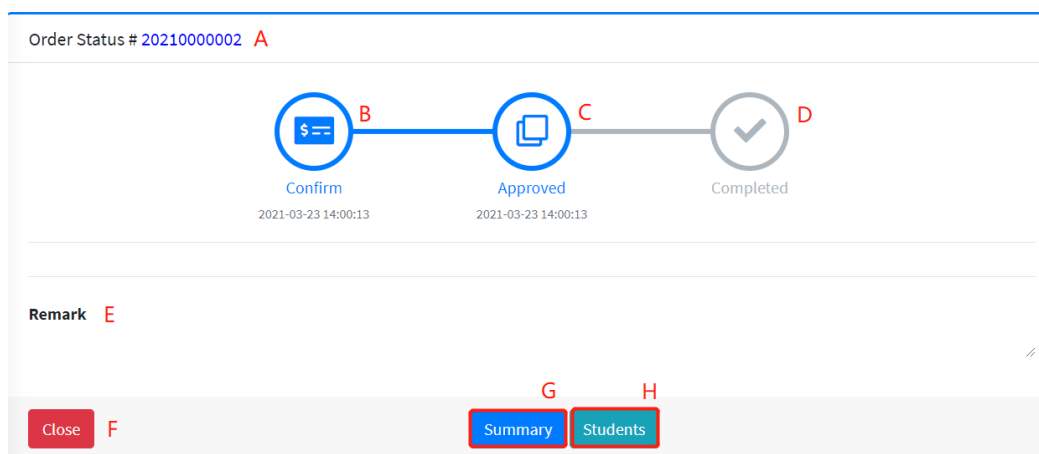 Order Status # 20210000002 A
B C D
Confirm Approved Completed
2021-03-23 14:00:13 2021-03-23 14:00:13
Remark E
G H
Close F Summary Students